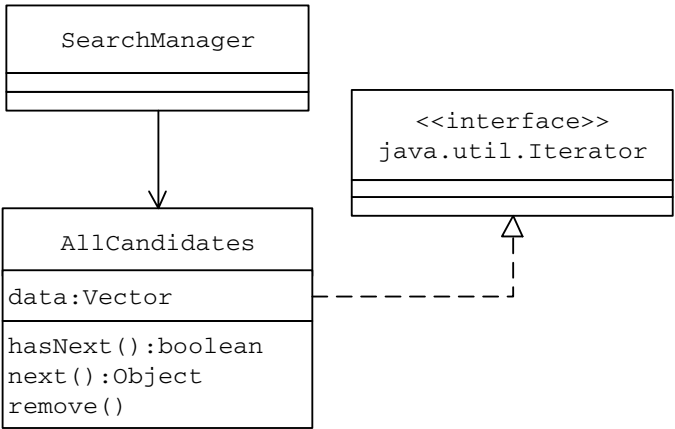 SearchManager
<<interface>>
java.util.Iterator
AllCandidates
data:Vector
hasNext():boolean
next():Object
remove()